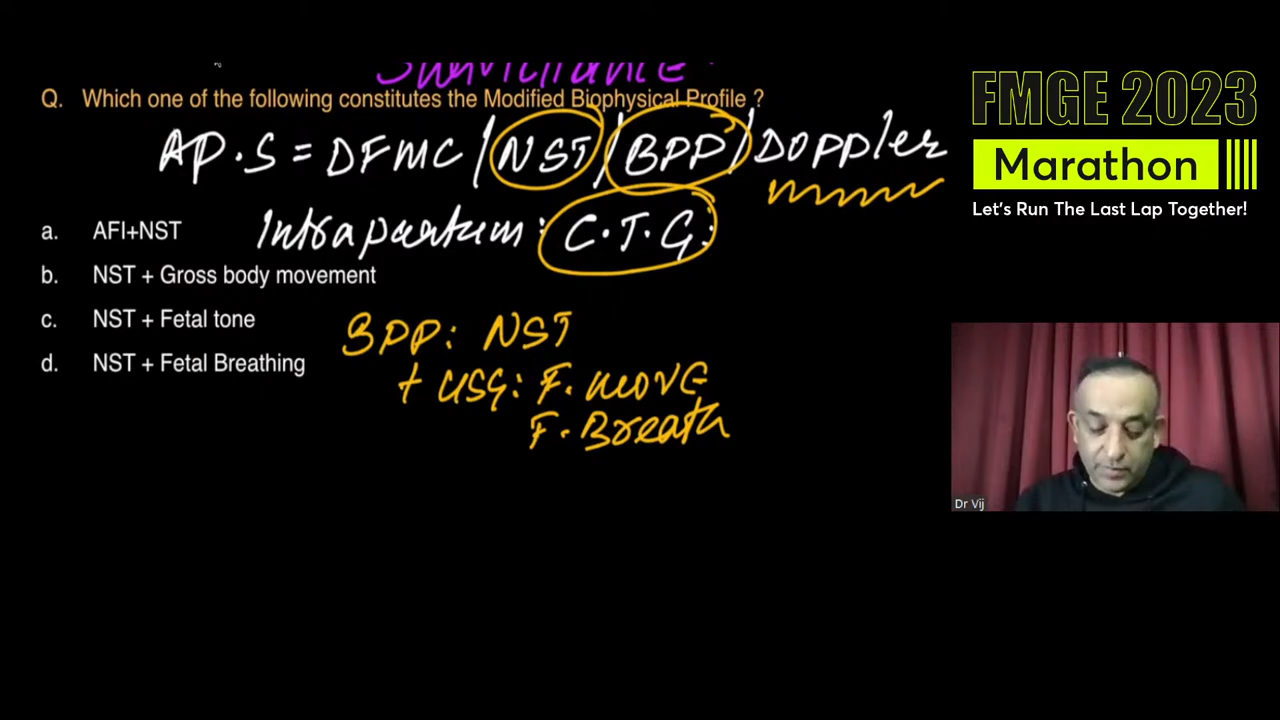 Surveillance
Q. Which one of the following constitutes the Modified Biophysical Profile ?
AP.S = DFMC / NST / BPP / Doppler
a. AFI+NST
Intrapartum: C.T.G.
b. NST + Gross body movement
c. NST + Fetal tone
d. NST + Fetal Breathing
BPP: NST
+ USG: F. move
F. Breath
FMGE 2023
Marathon
Let's Run The Last Lap Together!
Dr Vij